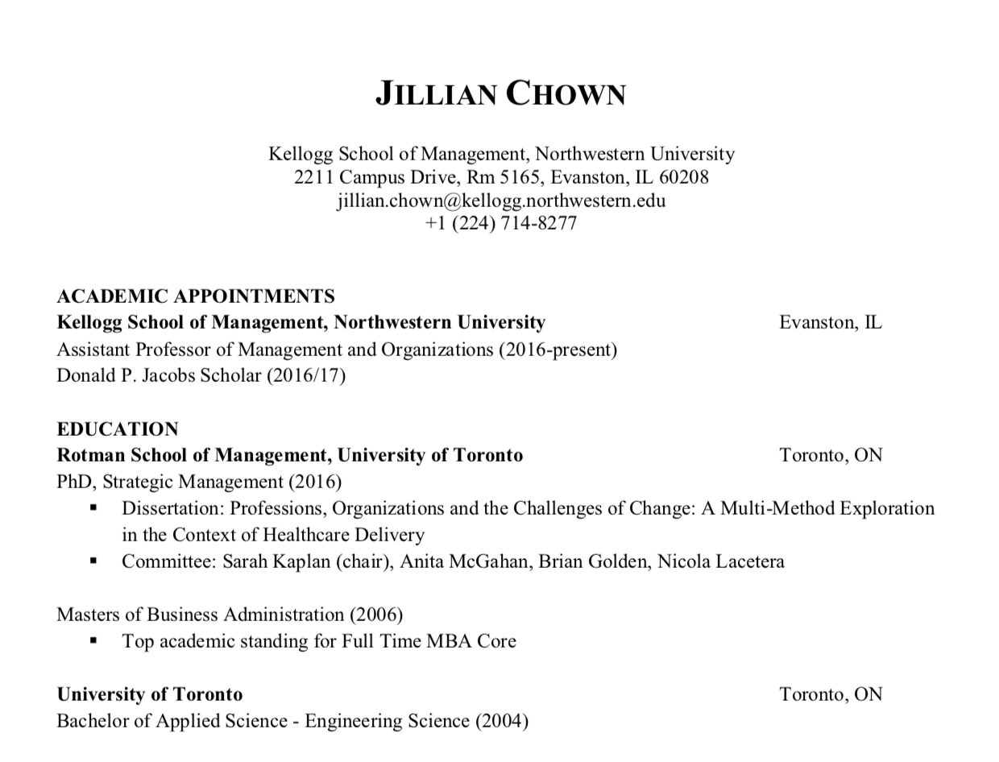 JILLIAN CHOWN
Kellogg School of Management, Northwestern University
2211 Campus Drive, Rm 5165, Evanston, IL 60208
jillian.chown@kellogg.northwestern.edu
+1 (224) 714-8277
ACADEMIC APPOINTMENTS
Kellogg School of Management, Northwestern University Evanston, IL
Assistant Professor of Management and Organizations (2016-present)
Donald P. Jacobs Scholar (2016/17)
EDUCATION
Rotman School of Management, University of Toronto Toronto, ON
PhD, Strategic Management (2016)
▪ Dissertation: Professions, Organizations and the Challenges of Change: A Multi-Method Exploration
in the Context of Healthcare Delivery
▪ Committee: Sarah Kaplan (chair), Anita McGahan, Brian Golden, Nicola Lacetera
Masters of Business Administration (2006)
▪ Top academic standing for Full Time MBA Core
University of Toronto Toronto, ON
Bachelor of Applied Science - Engineering Science (2004)